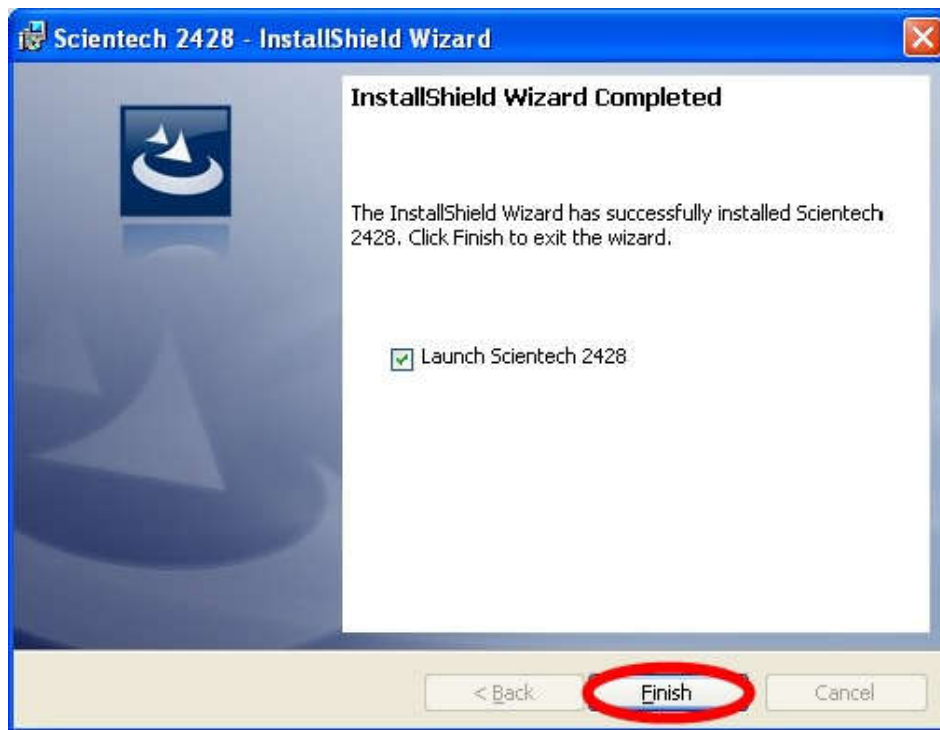 Scientech 2428 - InstallShield Wizard
InstallShield Wizard Completed
The InstallShield Wizard has successfully installed Scientech
2428. Click Finish to exit the wizard.
Launch Scientech 2428
< Back Finish Cancel